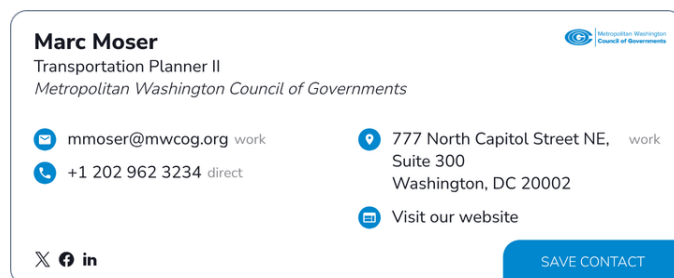 Marc Moser
Transportation Planner II
Metropolitan Washington Council of Governments
Metropolitan Washington
Council of Governments
mmoser@mwcog.org work
+1 202 962 3234 direct
777 North Capitol Street NE, work
Suite 300
Washington, DC 20002
Visit our website
SAVE CONTACT